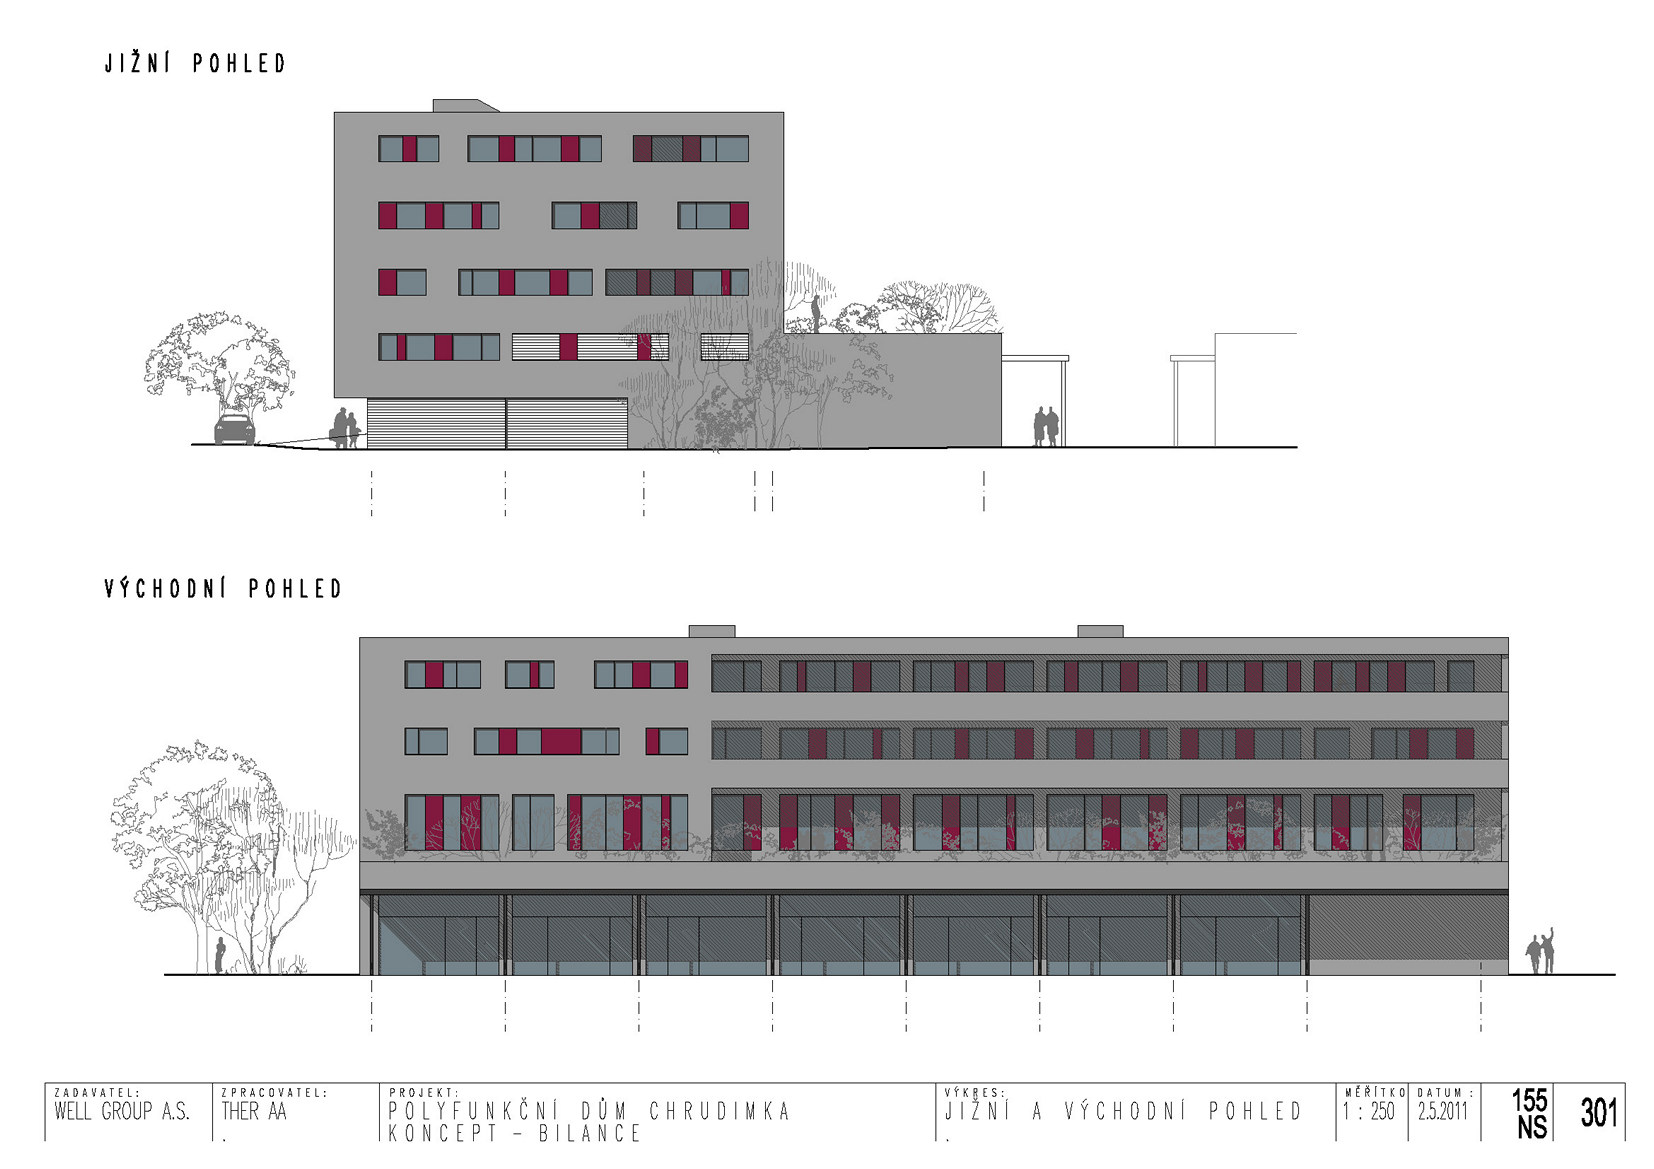 JIŽNÍ POHLED
VÝCHODNÍ POHLED
ZADAVATEL:
WELL GROUP A.S.
ZPRACOVATEL:
THER AA
.
PROJEKT:
POLYFUNKČNÍ DŮM CHRUDIMKA
KONCEPT – BILANCE
VÝKRES:
JIŽNÍ A VÝCHODNÍ POHLED
.
MĚŘÍTKO
1 : 250
DATUM :
2.5.2011
155
NS
301